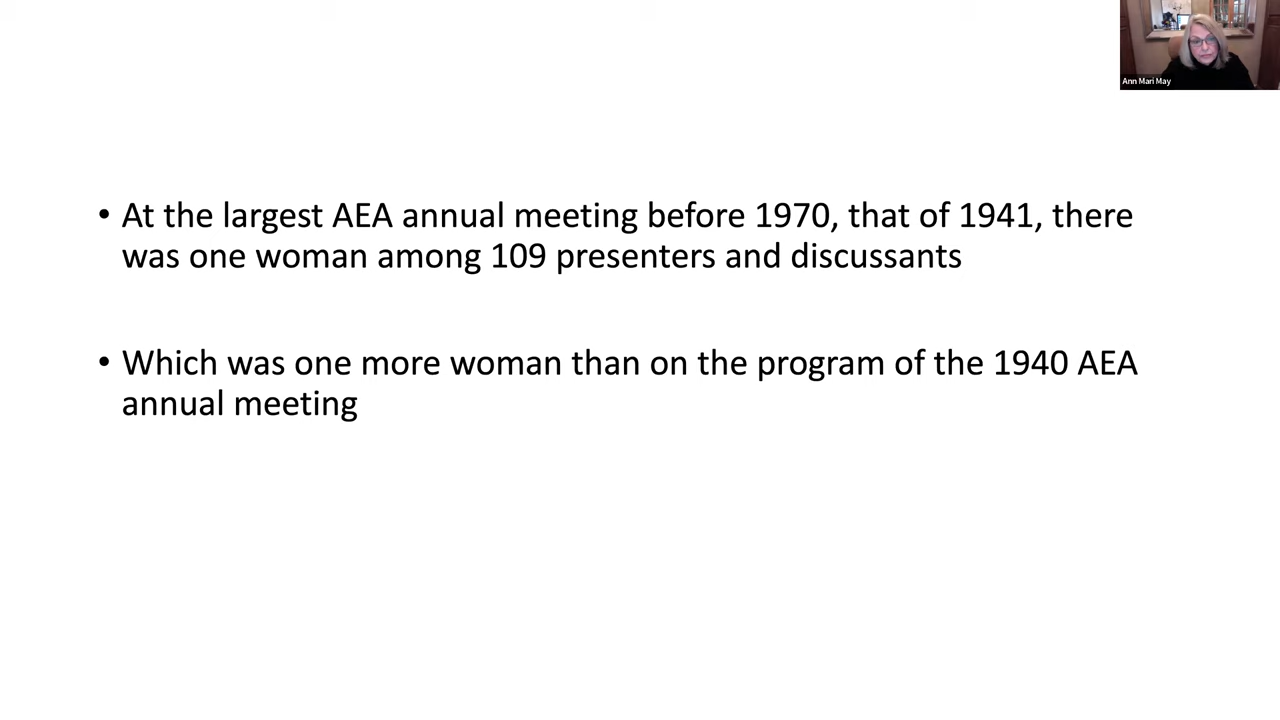 Ann Mari May
• At the largest AEA annual meeting before 1970, that of 1941, there
was one woman among 109 presenters and discussants
• Which was one more woman than on the program of the 1940 AEA
annual meeting